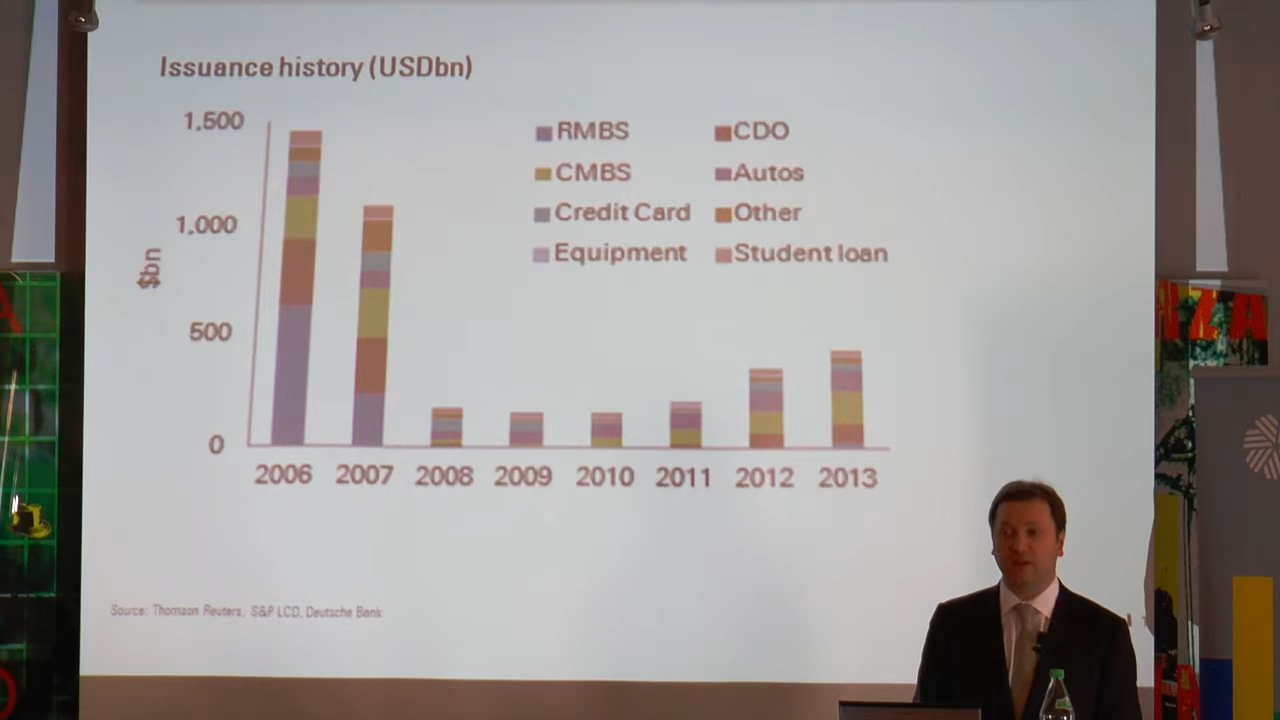 Issuance history (USDbn)
1,500
1,000
500
0
$bn
RMBS
CDO
CMBS
Autos
Credit Card
Other
Equipment
Student loan
2006 2007 2008 2009 2010 2011 2012 2013
Source: Thomson Reuters, S&P LCD, Deutsche Bank
NZA